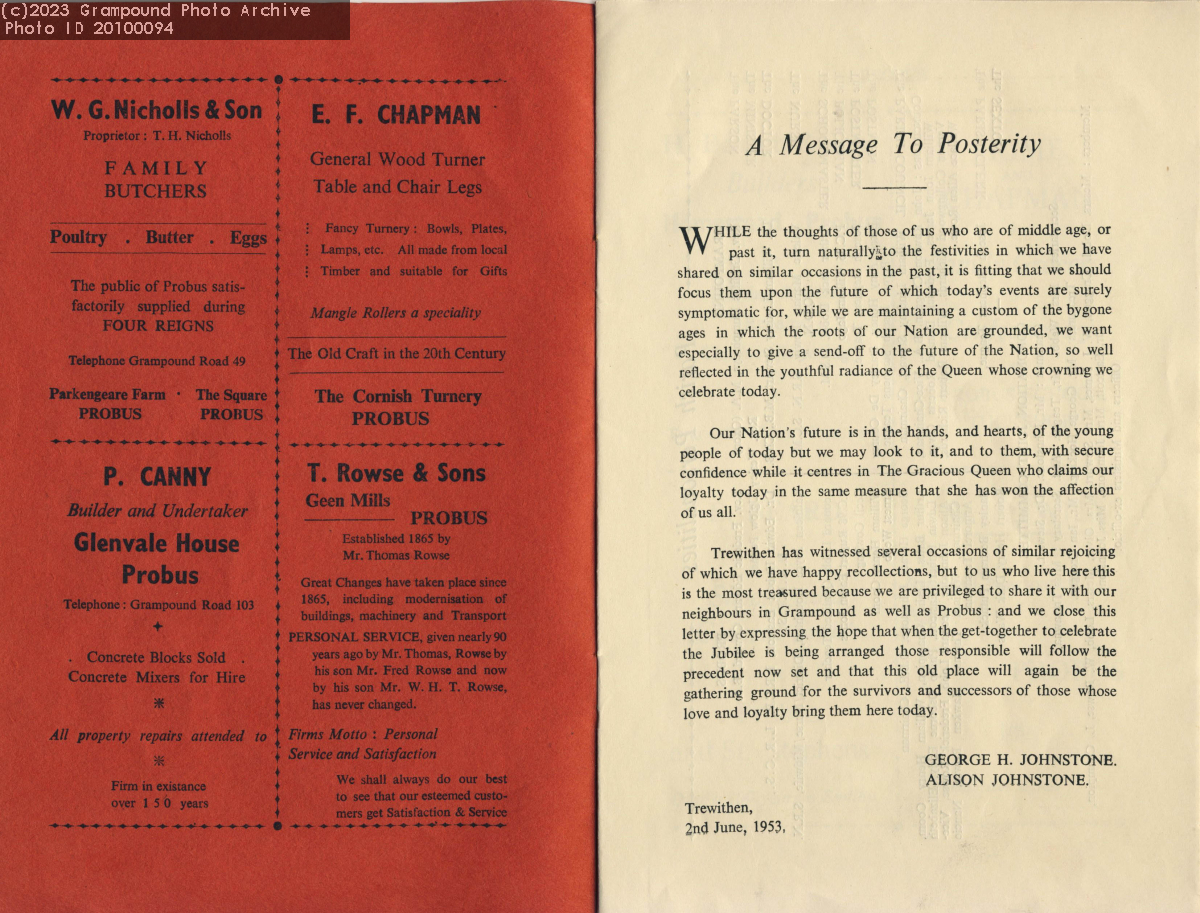 (c)2023 Grampound Photo Archive
Photo ID 20100094
W. G. Nicholls & Son
Proprietor : T. H. Nicholls
FAMILY
BUTCHERS
Poultry . Butter . Eggs
The public of Probus satis-
factorily supplied during
FOUR REIGNS
Telephone Grampound Road 49
Parkengeare Farm · The Square
PROBUS PROBUS
P. CANNY
Builder and Undertaker
Glenvale House
Probus
Telephone : Grampound Road 103
. Concrete Blocks Sold .
Concrete Mixers for Hire
All property repairs attended to
Firm in existance
over 150 years
E. F. CHAPMAN
General Wood Turner
Table and Chair Legs
Fancy Turnery : Bowls, Plates,
Lamps, etc. All made from local
Timber and suitable for Gifts
Mangle Rollers a speciality
The Old Craft in the 20th Century
The Cornish Turnery
PROBUS
T. Rowse & Sons
Geen Mills
PROBUS
Established 1865 by
Mr. Thomas Rowse
Great Changes have taken place since
1865, including modernisation of
buildings, machinery and Transport
PERSONAL SERVICE, given nearly 90
years ago by Mr. Thomas, Rowse by
his son Mr. Fred Rowse and now
by his son Mr. W. H. T. Rowse,
has never changed.
Firms Motto : Personal
Service and Satisfaction
We shall always do our best
to see that our esteemed custo-
mers get Satisfaction & Service
A Message To Posterity
WHILE the thoughts of those of us who are of middle age, or
past it, turn naturally to the festivities in which we have
shared on similar occasions in the past, it is fitting that we should
focus them upon the future of which today's events are surely
symptomatic for, while we are maintaining a custom of the bygone
ages in which the roots of our Nation are grounded, we want
especially to give a send-off to the future of the Nation, so well
reflected in the youthful radiance of the Queen whose crowning we
celebrate today.
Our Nation's future is in the hands, and hearts, of the young
people of today but we may look to it, and to them, with secure
confidence while it centres in The Gracious Queen who claims our
loyalty today in the same measure that she has won the affection
of us all.
Trewithen has witnessed several occasions of similar rejoicing
of which we have happy recollections, but to us who live here this
is the most treasured because we are privileged to share it with our
neighbours in Grampound as well as Probus : and we close this
letter by expressing the hope that when the get-together to celebrate
the Jubilee is being arranged those responsible will follow the
precedent now set and that this old place will again be the
gathering ground for the survivors and successors of those whose
love and loyalty bring them here today.
GEORGE H. JOHNSTONE.
ALISON JOHNSTONE.
Trewithen,
2nd June, 1953,